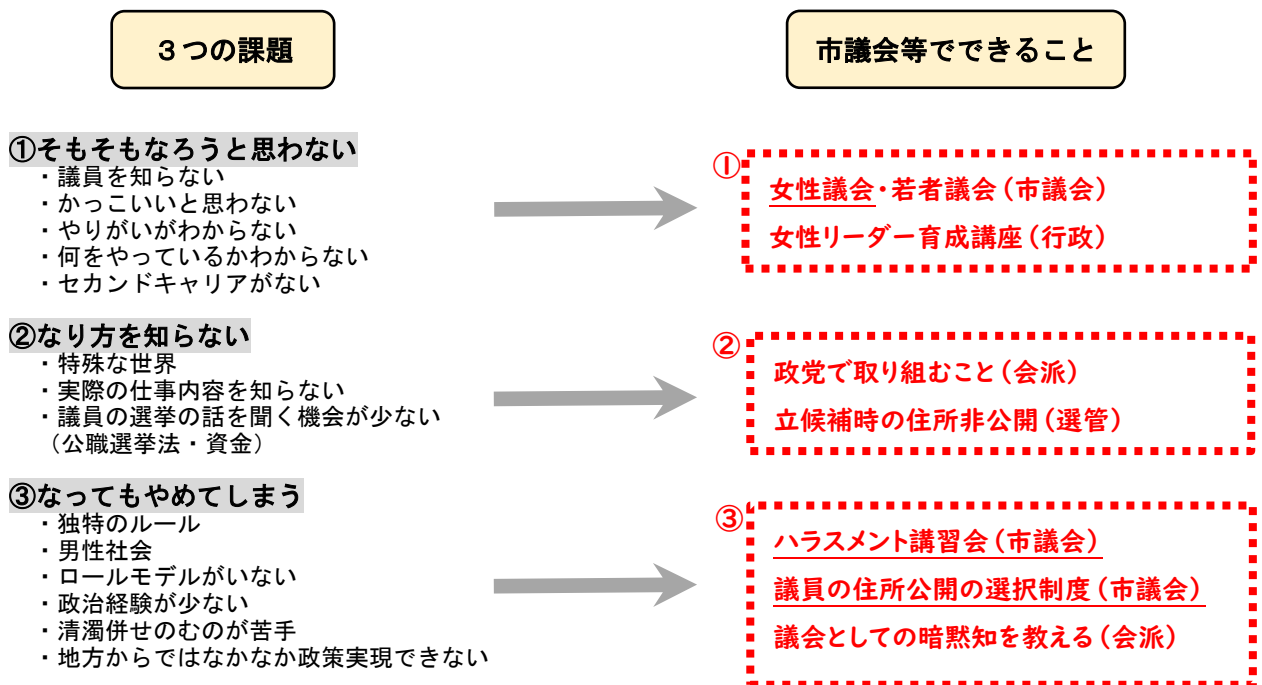 ３つの課題
市議会等でできること
①そもそもなろうと思わない
・議員を知らない
・かっこいいと思わない
・やりがいがわからない
・何をやっているかわからない
・セカンドキャリアがない
①
女性議会・若者議会（市議会）
女性リーダー育成講座（行政）
②なり方を知らない
・特殊な世界
・実際の仕事内容を知らない
・議員の選挙の話を聞く機会が少ない
（公職選挙法・資金）
②
政党で取り組むこと（会派）
立候補時の住所非公開（選管）
③なってもやめてしまう
・独特のルール
・男性社会
・ロールモデルがいない
・政治経験が少ない
・清濁併せのむのが苦手
・地方からではなかなか政策実現できない
③
ハラスメント講習会（市議会）
議員の住所公開の選択制度（市議会）
議会としての暗黙知を教える（会派）